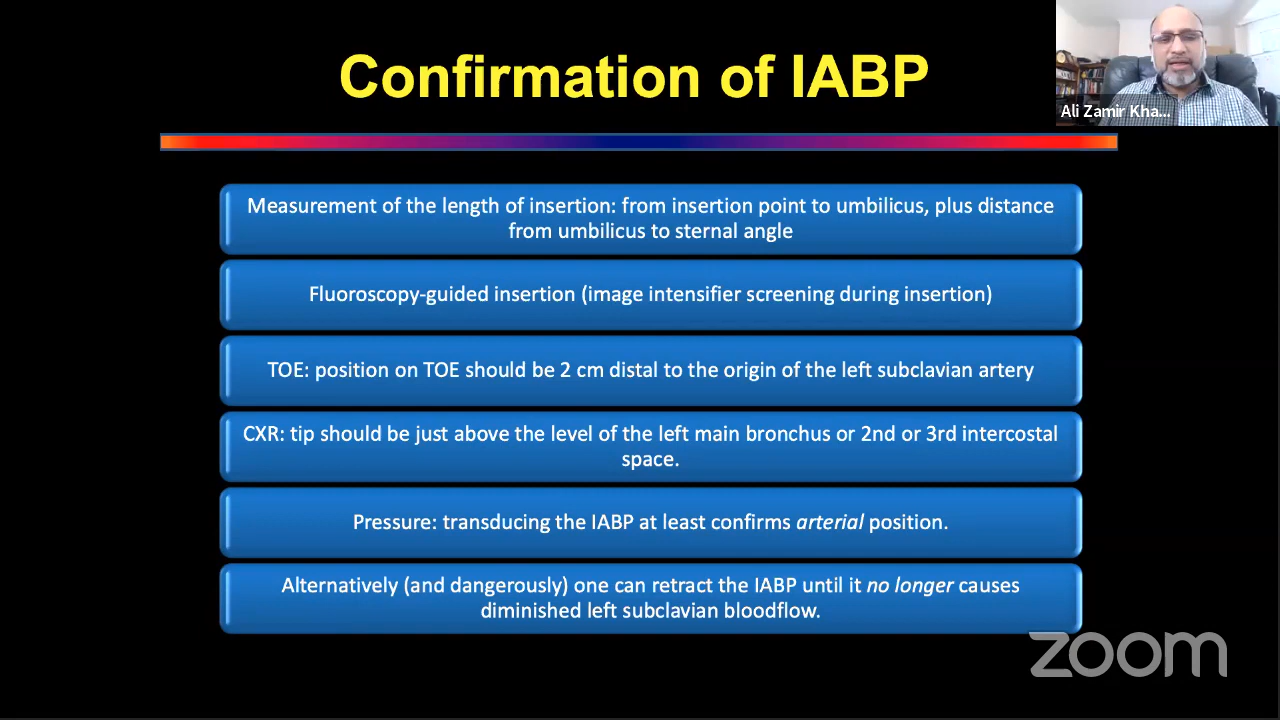 Confirmation of IABP
Ali Zamir Kha...
Measurement of the length of insertion: from insertion point to umbilicus, plus distance
from umbilicus to sternal angle
Fluoroscopy-guided insertion (image intensifier screening during insertion)
TOE: position on TOE should be 2 cm distal to the origin of the left subclavian artery
CXR: tip should be just above the level of the left main bronchus or 2nd or 3rd intercostal
space.
Pressure: transducing the IABP at least confirms arterial position.
Alternatively (and dangerously) one can retract the IABP until it no longer causes
diminished left subclavian bloodflow.
zoom